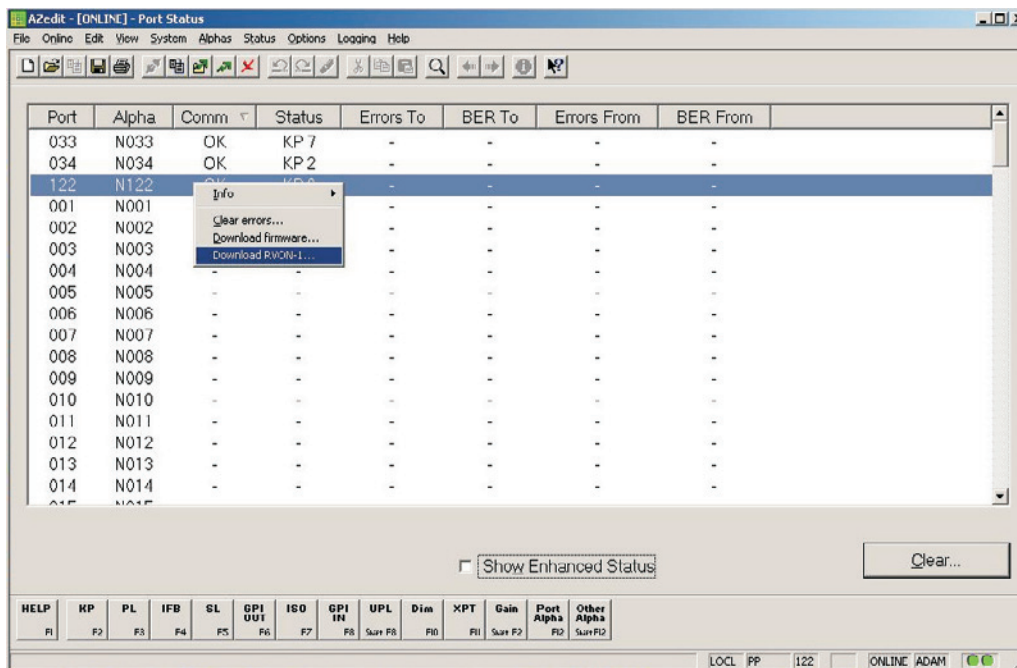 AZedit - [ONLINE] - Port Status
File Online Edit View System Alphas Status Options Logging Help
Port Alpha Comm Status Errors To BER To Errors From BER From
033 N033 OK KP 7 - - - -
034 N034 OK KP 2 - - - -
122 N122 - - - -
Info
Clear errors...
Download firmware...
Download RVON-1...
001 N001 - - - -
002 N002 - - - -
003 N003 - - - -
004 N004 - - - - - -
005 N005 - - - - - -
006 N006 - - - - - -
007 N007 - - - - - -
008 N008 - - - - - -
009 N009 - - - - - -
010 N010 - - - - - -
011 N011 - - - - - -
012 N012 - - - - - -
013 N013 - - - - - -
014 N014 - - - - - -
Show Enhanced Status
Clear...
HELP KP PL IFB SL GPI OUT ISO GPI IN UPL Dim XPT Gain Port Alpha Other Alpha
F1 F2 F3 F4 F5 F6 F7 F8 F8 F10 F11 F2 F12 F12
LOCL PP 122 ONLINE ADAM